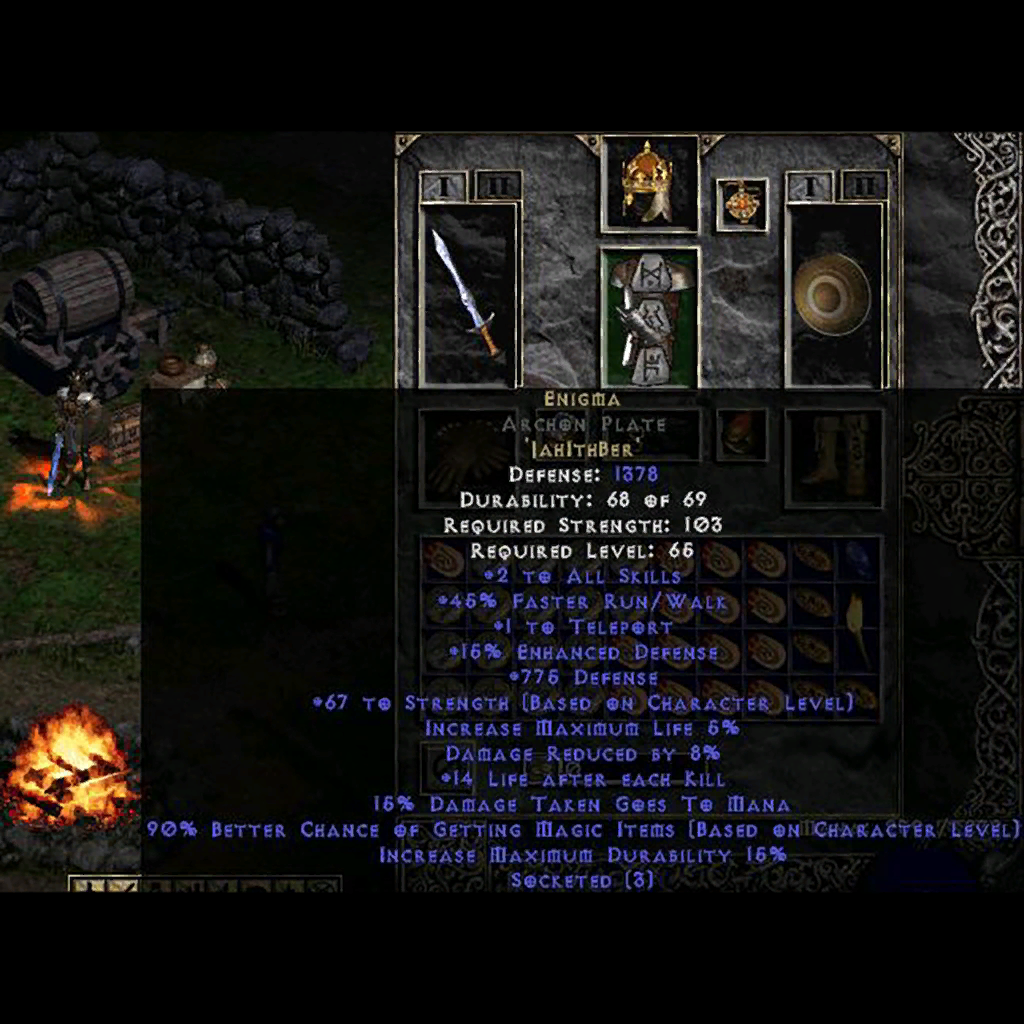 I II
I II
Enigma
Archon Plate
'JahIthBer'
Defense: 1378
Durability: 68 of 69
Required Strength: 103
Required Level: 65
+2 to All Skills
+45% Faster Run/Walk
+1 to Teleport
+15% Enhanced Defense
+775 Defense
+67 to Strength (Based on Character Level)
Increase Maximum Life 5%
Damage Reduced by 8%
+14 Life after each Kill
15% Damage Taken Goes To Mana
90% Better Chance of Getting Magic Items (Based on Character Level)
Increase Maximum Durability 15%
Socketed (3)